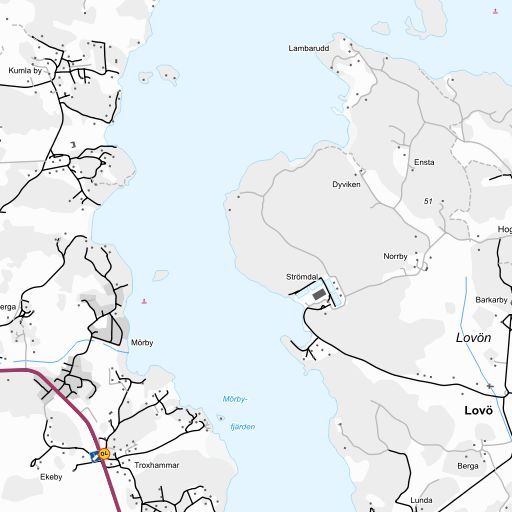 Lambarudd
Kumla by
Ensta
Dyviken
51
Hog
Norrby
Strömdal
Barkarby
erga
Lovön
Mörby
Mörby-
fjärden
Lovö
OL
Troxhammar
Berga
Ekeby
Lunda